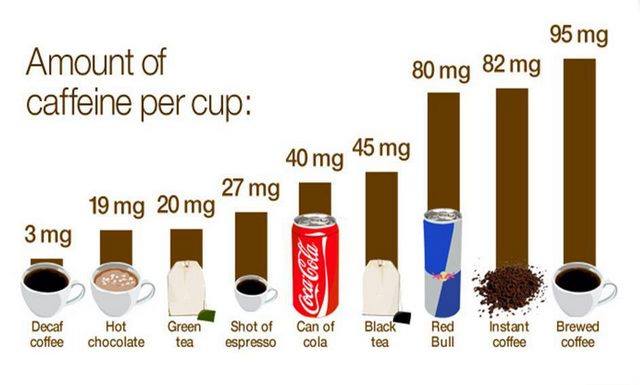 Amount of
caffeine per cup:
3 mg
19 mg
20 mg
27 mg
40 mg
45 mg
80 mg
82 mg
95 mg
Coca-Cola
Decaf
coffee
Hot
chocolate
Green
tea
Shot of
espresso
Can of
cola
Black
tea
Red
Bull
Instant
coffee
Brewed
coffee